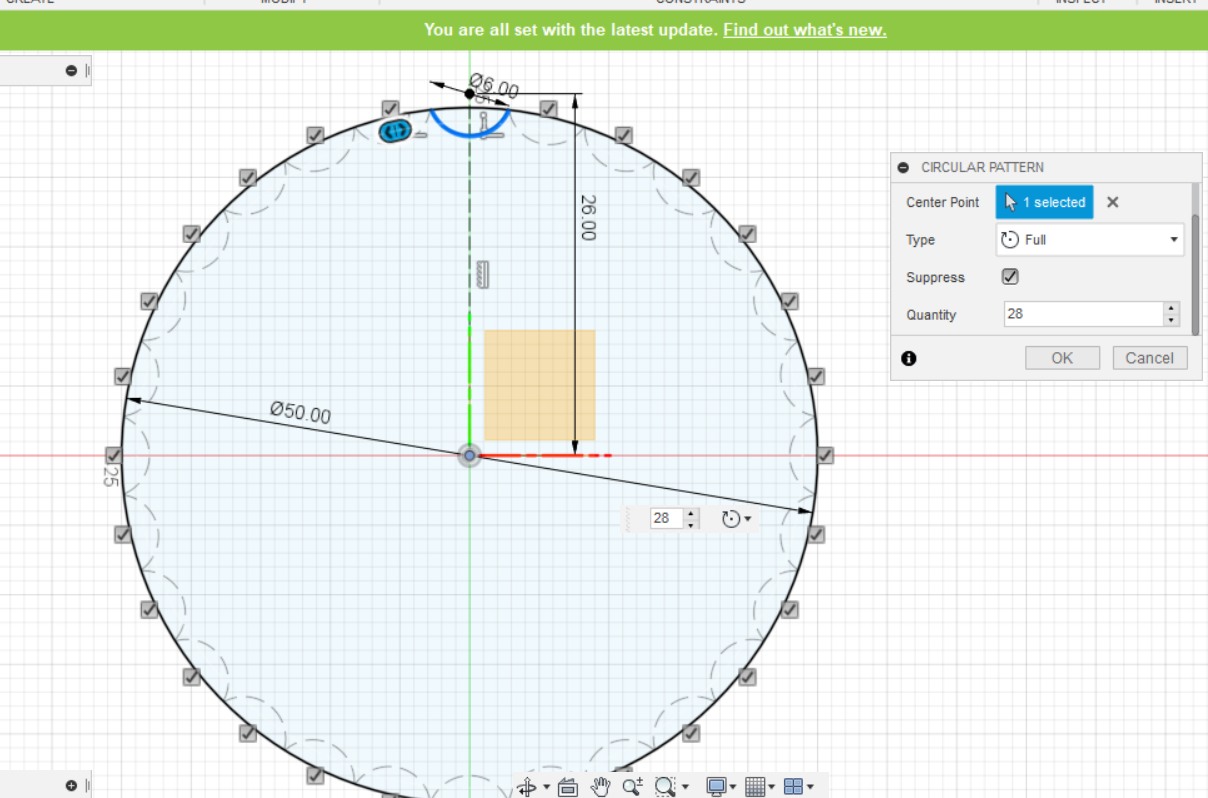 You are all set with the latest update. Find out what's new.
Ø6.00
26.00
Ø50.00
25
28
CIRCULAR PATTERN
Center Point
1 selected
Type
Full
Suppress
Quantity
28
OK
Cancel